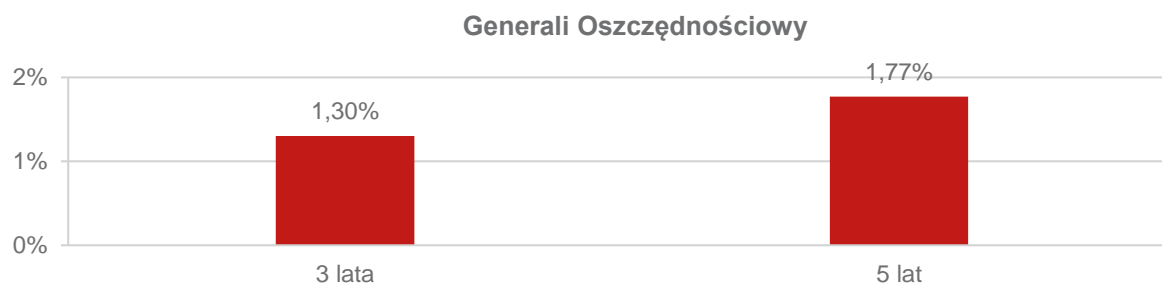 Generali Oszczędnościowy
2%
1,77%
1,30%
1%
0%
3 lata
5 lat